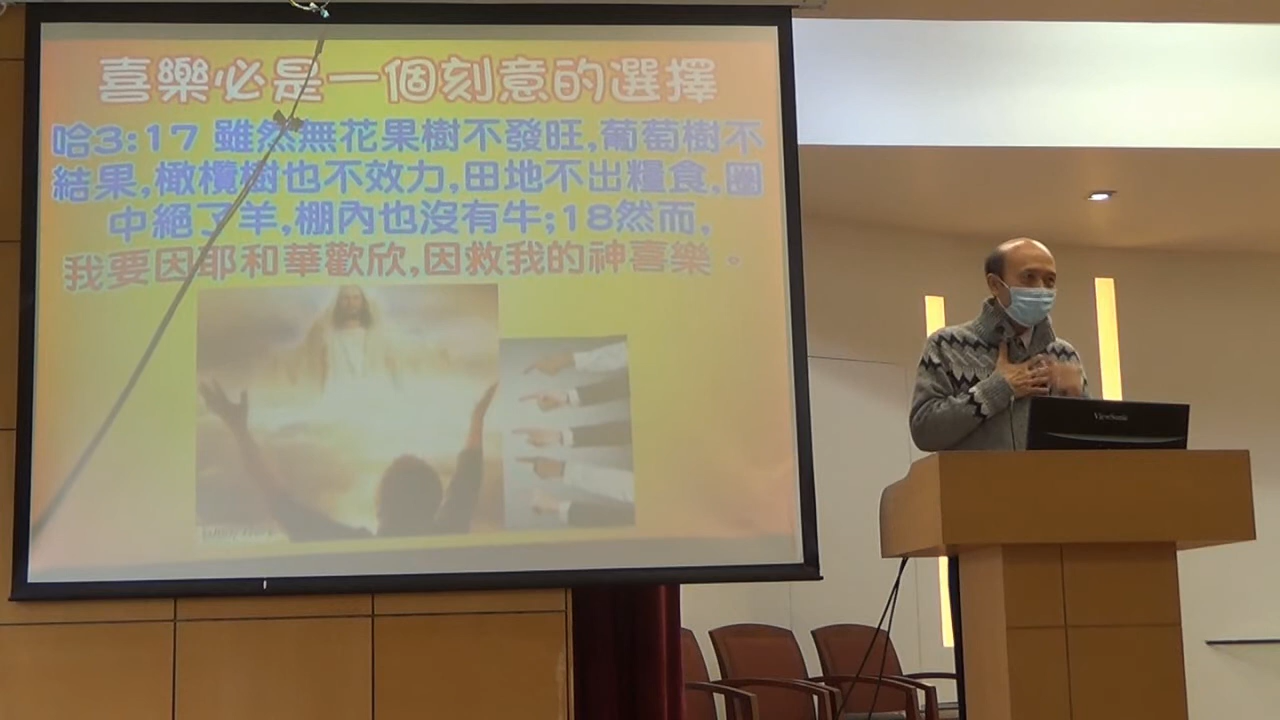 喜樂必是一個刻意的選擇
哈3:17 雖然無花果樹不發旺,葡萄樹不
結果,橄欖樹也不效力,田地不出糧食,圈
中絕了羊,棚內也沒有牛;18然而,
我要因耶和華歡欣,因救我的神喜樂。
ViewSonic